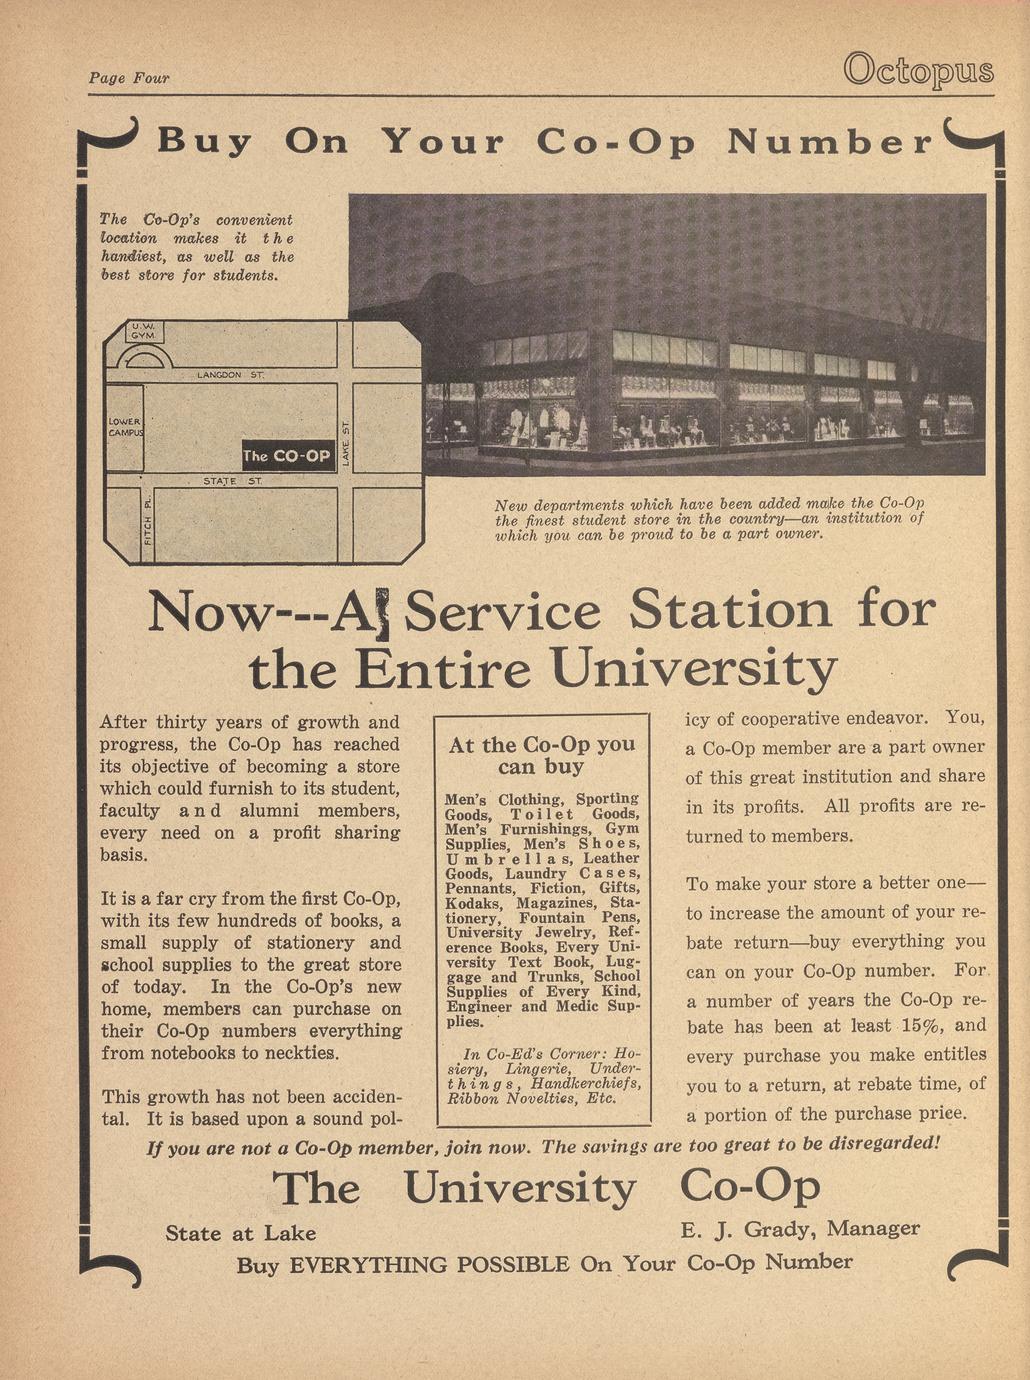 Page Four
Octopus
Buy On Your Co-Op Number
The Co-Op's convenient
location makes it the
handiest, as well as the
best store for students.
U.W.
GYM.
LANGDON ST.
LOWER
CAMPUS
The CO-OP
LAKE ST.
STATE ST.
FITCH PL.
New departments which have been added make the Co-Op
the finest student store in the country—an institution of
which you can be proud to be a part owner.
Now---A Service Station for
the Entire University
After thirty years of growth and
progress, the Co-Op has reached
its objective of becoming a store
which could furnish to its student,
faculty and alumni members,
every need on a profit sharing
basis.
It is a far cry from the first Co-Op,
with its few hundreds of books, a
small supply of stationery and
school supplies to the great store
of today. In the Co-Op's new
home, members can purchase on
their Co-Op numbers everything
from notebooks to neckties.
This growth has not been acciden-
tal. It is based upon a sound pol-
At the Co-Op you
can buy
Men's Clothing, Sporting
Goods, Toilet Goods,
Men's Furnishings, Gym
Supplies, Men's Shoes,
Umbrellas, Leather
Goods, Laundry Cases,
Pennants, Fiction, Gifts,
Kodaks, Magazines, Sta-
tionery, Fountain Pens,
University Jewelry, Ref-
erence Books, Every Uni-
versity Text Book, Lug-
gage and Trunks, School
Supplies of Every Kind,
Engineer and Medic Sup-
plies.
In Co-Ed's Corner: Ho-
siery, Lingerie, Under-
things, Handkerchiefs,
Ribbon Novelties, Etc.
icy of cooperative endeavor. You,
a Co-Op member are a part owner
of this great institution and share
in its profits. All profits are re-
turned to members.
To make your store a better one—
to increase the amount of your re-
bate return—buy everything you
can on your Co-Op number. For
a number of years the Co-Op re-
bate has been at least 15%, and
every purchase you make entitles
you to a return, at rebate time, of
a portion of the purchase price.
If you are not a Co-Op member, join now. The savings are too great to be disregarded!
The University Co-Op
State at Lake
E. J. Grady, Manager
Buy EVERYTHING POSSIBLE On Your Co-Op Number